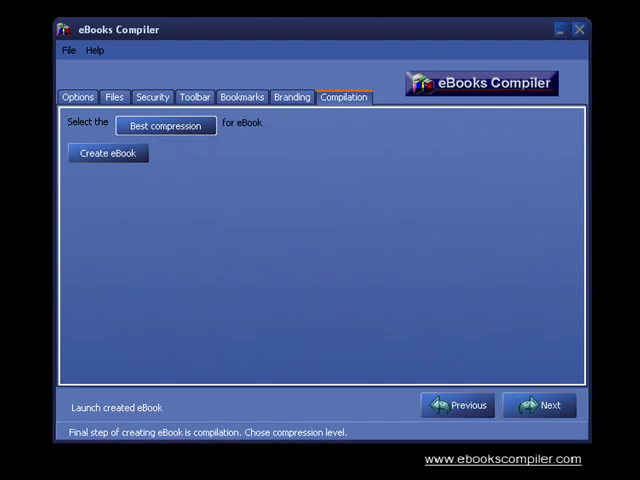 eBooks Compiler
File Help
eBooks Compiler
Options Files Security Toolbar Bookmarks Branding Compilation
Select the Best compression for eBook
Create eBook
Launch created eBook Previous Next
Final step of creating eBook is compilation. Chose compression level.
www.ebookscompiler.com